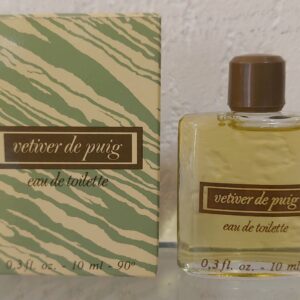 vetiver de puig
eau de toilette
0,3 fl. oz. - 10 ml - 90°
vetiver de puig
eau de toilette
0,3 fl. oz. - 10 ml - 90°